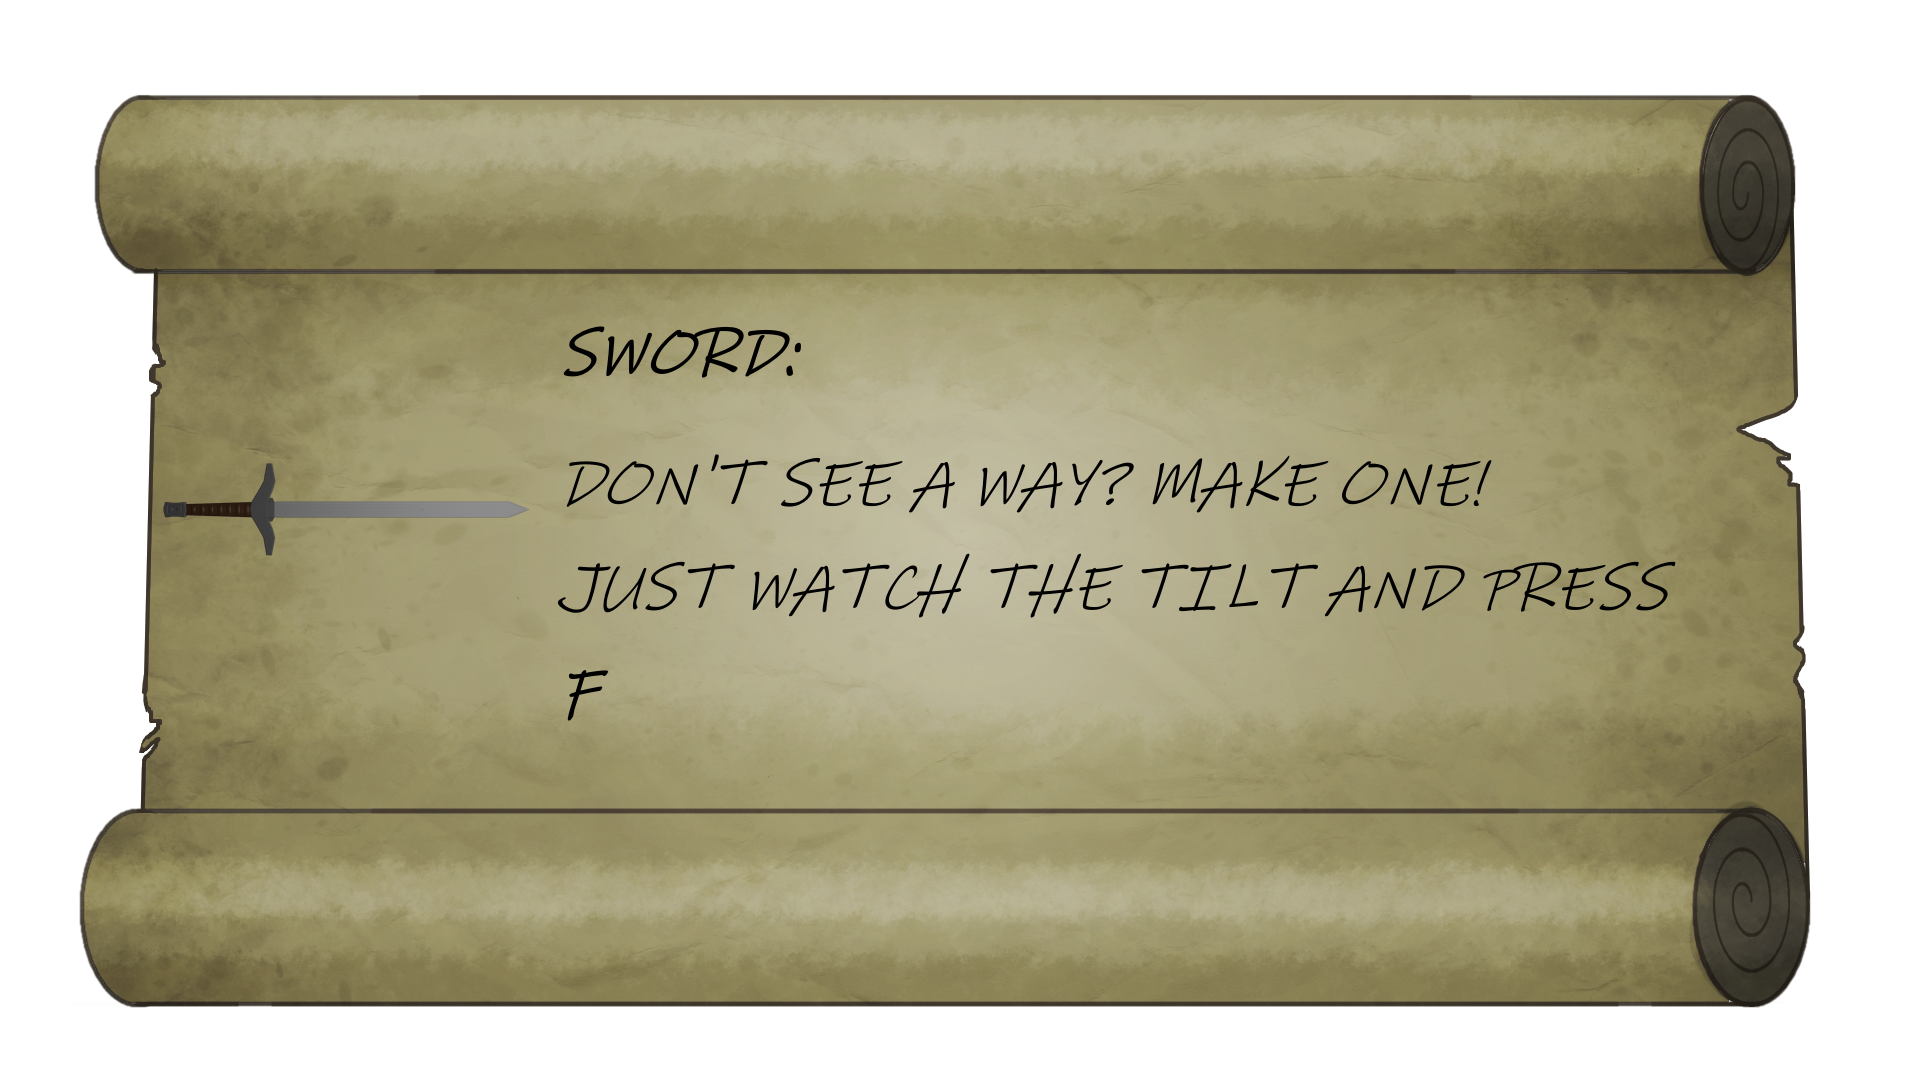 SWORD:
DON'T SEE A WAY? MAKE ONE!
JUST WATCH THE TILT AND PRESS
F